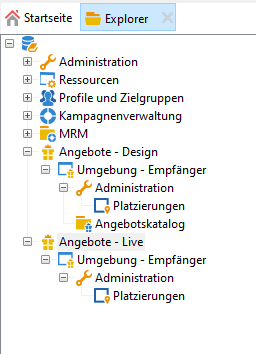 Startseite Explorer
Administration
Ressourcen
Profile und Zielgruppen
Kampagnenverwaltung
MRM
Angebote - Design
Umgebung - Empfänger
Administration
Platzierungen
Angebotskatalog
Angebote - Live
Umgebung - Empfänger
Administration
Platzierungen